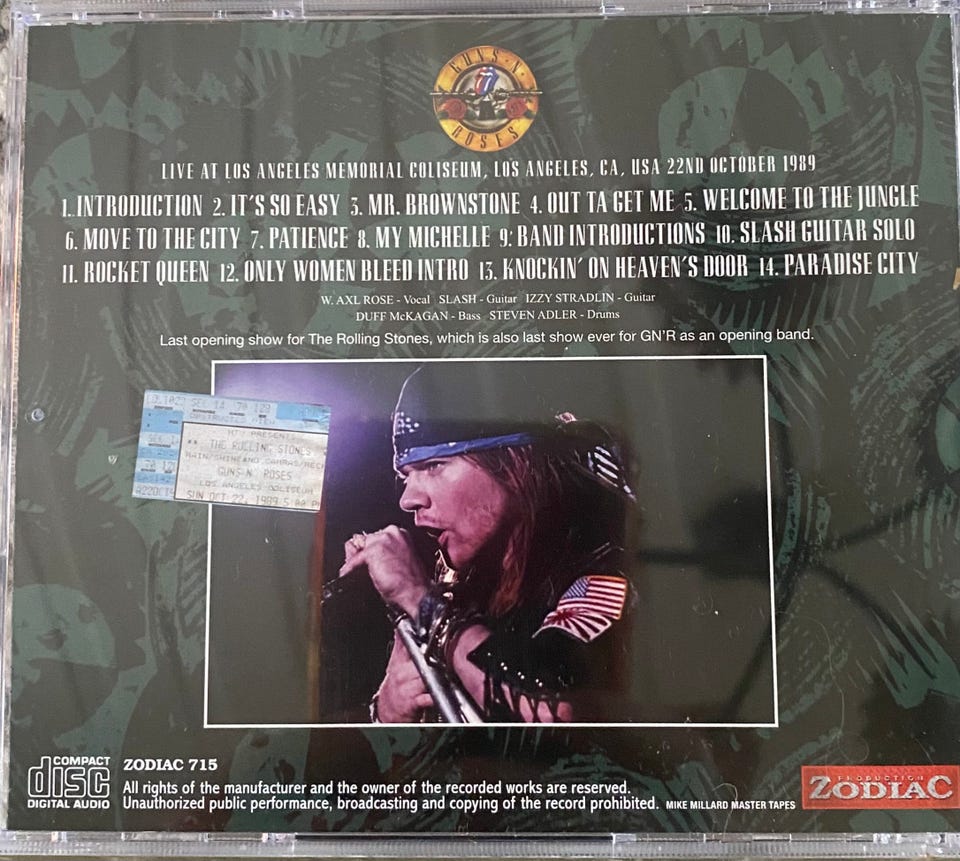 GUNS N' ROSES
LIVE AT LOS ANGELES MEMORIAL COLISEUM, LOS ANGELES, CA, USA 22ND OCTOBER 1989
1. INTRODUCTION 2. IT'S SO EASY 3. MR. BROWNSTONE 4. OUT TA GET ME 5. WELCOME TO THE JUNGLE
6. MOVE TO THE CITY 7. PATIENCE 8. MY MICHELLE 9. BAND INTRODUCTIONS 10. SLASH GUITAR SOLO
11. ROCKET QUEEN 12. ONLY WOMEN BLEED INTRO 13. KNOCKIN' ON HEAVEN'S DOOR 14. PARADISE CITY
W. AXL ROSE - Vocal SLASH - Guitar IZZY STRADLIN - Guitar
DUFF McKAGAN - Bass STEVEN ADLER - Drums
Last opening show for The Rolling Stones, which is also last show ever for GN'R as an opening band.
THE ROLLING STONES
GUNS N' ROSES
LOS ANGELES COLISEUM
SUN OCT 22, 1989 5:00 P
COMPACT
disc
DIGITAL AUDIO
ZODIAC 715
All rights of the manufacturer and the owner of the recorded works are reserved.
Unauthorized public performance, broadcasting and copying of the record prohibited. MIKE MILLARD MASTER TAPES
PRODUCTION
ZODIAC